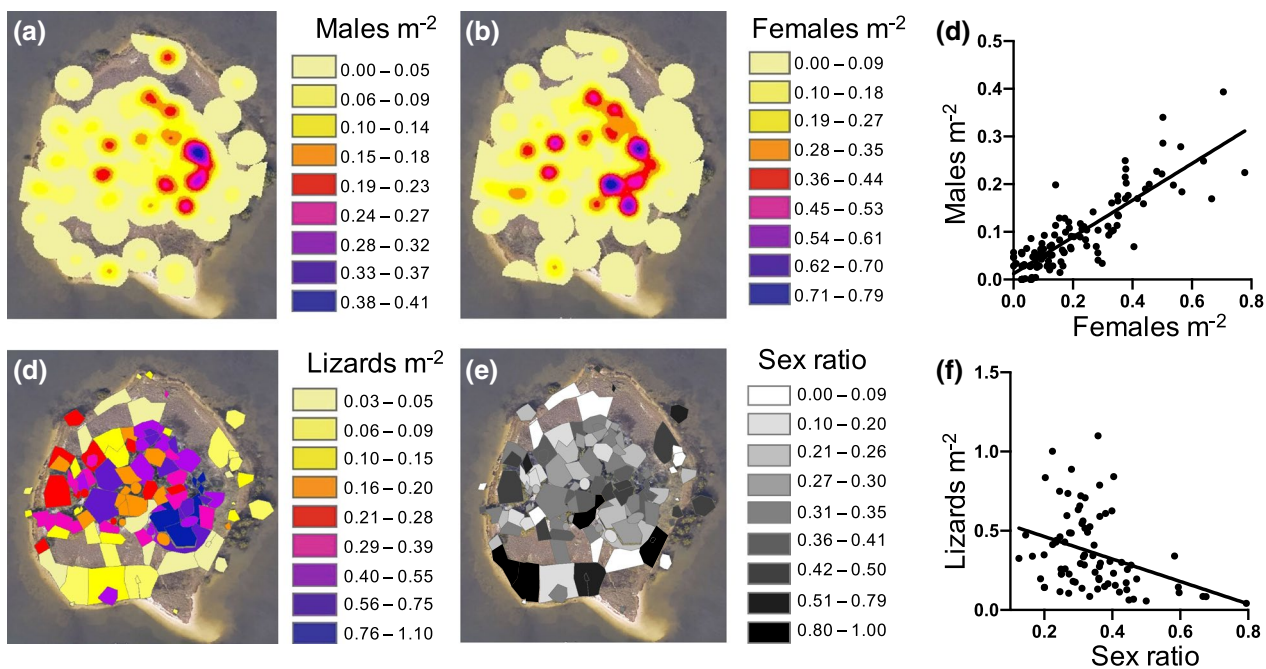 (a)
Males m-2
0.00 – 0.05
0.06 – 0.09
0.10 – 0.14
0.15 – 0.18
0.19 – 0.23
0.24 – 0.27
0.28 – 0.32
0.33 – 0.37
0.38 – 0.41
(b)
Females m-2
0.00 – 0.09
0.10 – 0.18
0.19 – 0.27
0.28 – 0.35
0.36 – 0.44
0.45 – 0.53
0.54 – 0.61
0.62 – 0.70
0.71 – 0.79
(d)
Males m-2
0.5
0.4
0.3
0.2
0.1
0.0
0.0 0.2 0.4 0.6 0.8
Females m-2
(d)
Lizards m-2
0.03 – 0.05
0.06 – 0.09
0.10 – 0.15
0.16 – 0.20
0.21 – 0.28
0.29 – 0.39
0.40 – 0.55
0.56 – 0.75
0.76 – 1.10
(e)
Sex ratio
0.00 – 0.09
0.10 – 0.20
0.21 – 0.26
0.27 – 0.30
0.31 – 0.35
0.36 – 0.41
0.42 – 0.50
0.51 – 0.79
0.80 – 1.00
(f)
Lizards m-2
1.5
1.0
0.5
0.0
0.2 0.4 0.6 0.8
Sex ratio